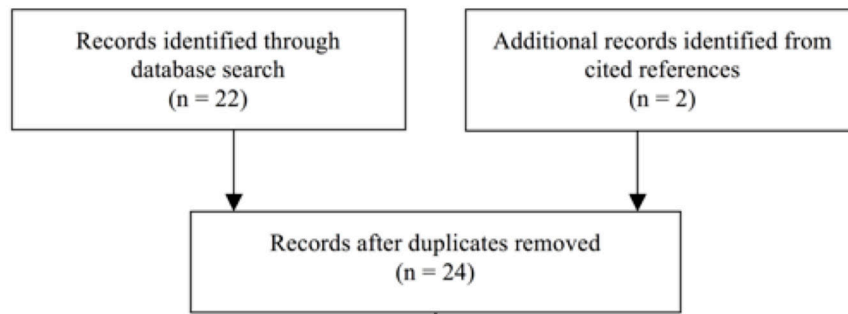 Records identified through
database search
(n = 22)
Additional records identified from
cited references
(n = 2)
Records after duplicates removed
(n = 24)